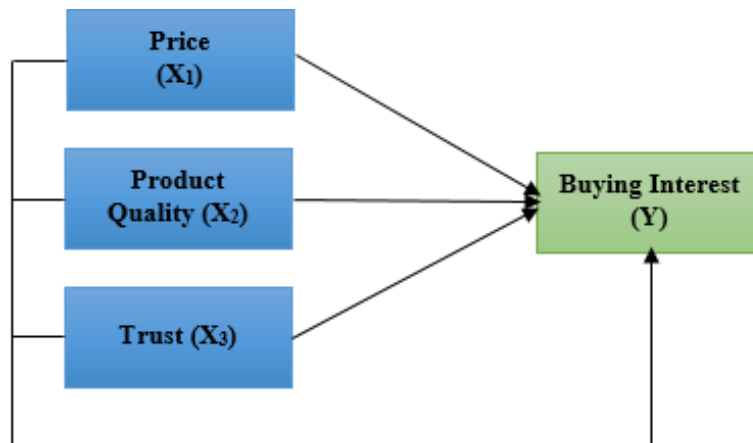 Price
(X₁)
Product
Quality (X₂)
Buying Interest
(Y)
Trust (X₃)